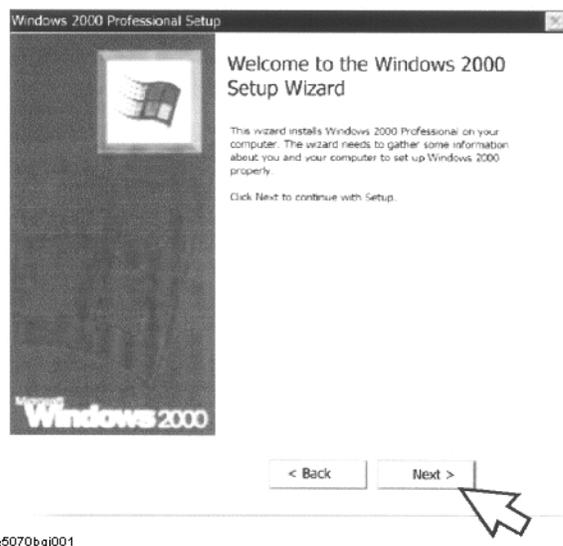 Windows 2000 Professional Setup
Welcome to the Windows 2000
Setup Wizard
This wizard installs Windows 2000 Professional on your
computer. The wizard needs to gather some information
about you and your computer to set up Windows 2000
properly.
Click Next to continue with Setup.
Microsoft
Windows 2000
< Back
Next >
e5070bgj001